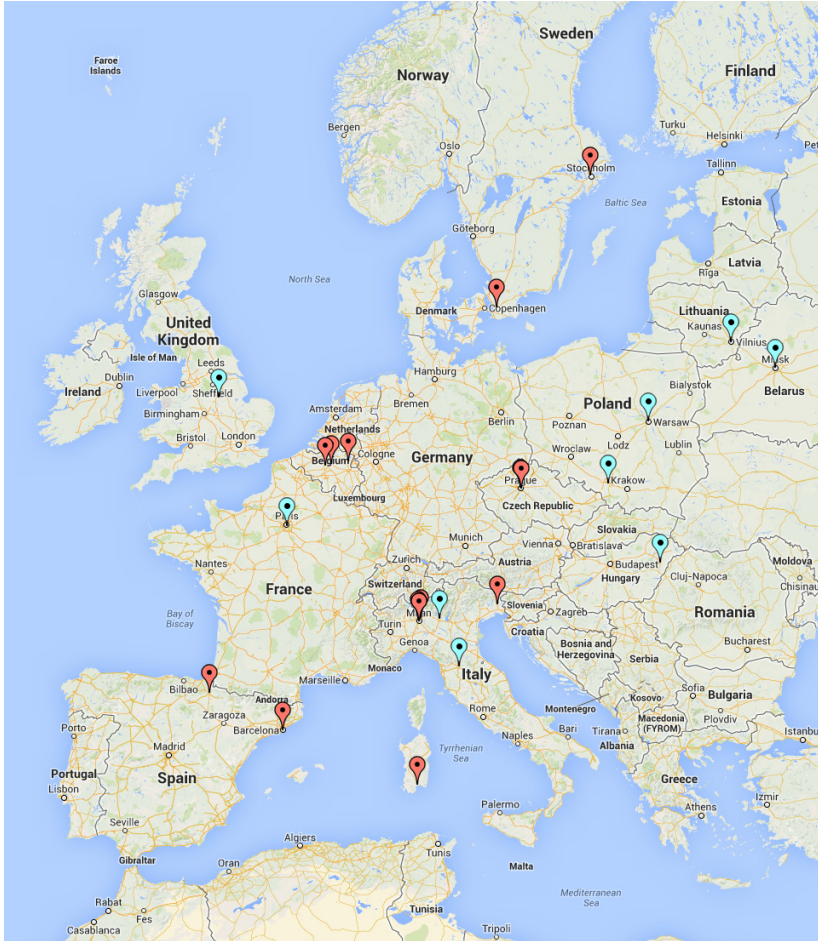 Sweden
Faroe
Islands
Finland
Norway
Bergen
Turku
Helsinki
Pet
Oslo
Tallinn
Stockholm
Estonia
Baltic Sea
Göteborg
Latvia
Rīga
North Sea
Glasgow
Denmark
Copenhagen
Lithuania
Kaunas
Vilnius
United
Kingdom
Isle of Man
Minsk
Leeds
Dublin
Hamburg
Bialystok
Ireland
Liverpool
Sheffield
Belarus
Bremen
Poland
Birmingham
Amsterdam
Berlin
Poznan
Warsaw
Netherlands
Bristol
London
Lodz
Wroclaw
Lublin
Belgium
Cologne
Germany
Prague
Krakow
Luxembourg
Czech Republic
Paris
Slovakia
Munich
Vienna
Bratislava
Moldova
Nantes
Zurich
Austria
Budapest
Hungary
Cluj-Napoca
Chisinau
France
Switzerland
Slovenia
Zagreb
Romania
Bay of
Biscay
Milan
Turin
Croatia
Genoa
Bosnia and
Herzegovina
Serbia
Bucharest
Monaco
Marseille
Italy
Bilbao
Andorra
Kosovo
Sofia
Bulgaria
Montenegro
Rome
Zaragoza
Barcelona
Macedonia
(FYROM)
Plovdiv
Porto
Bari
Tirana
Naples
Istanbul
Albania
Madrid
Tyrrhenian
Sea
Portugal
Spain
Lisbon
Greece
Palermo
Izmir
Athens
Seville
Algiers
Tunis
Gibraltar
Oran
Malta
Mediterranean
Sea
Rabat
Fes
Tunisia
Casablanca
Tripoli